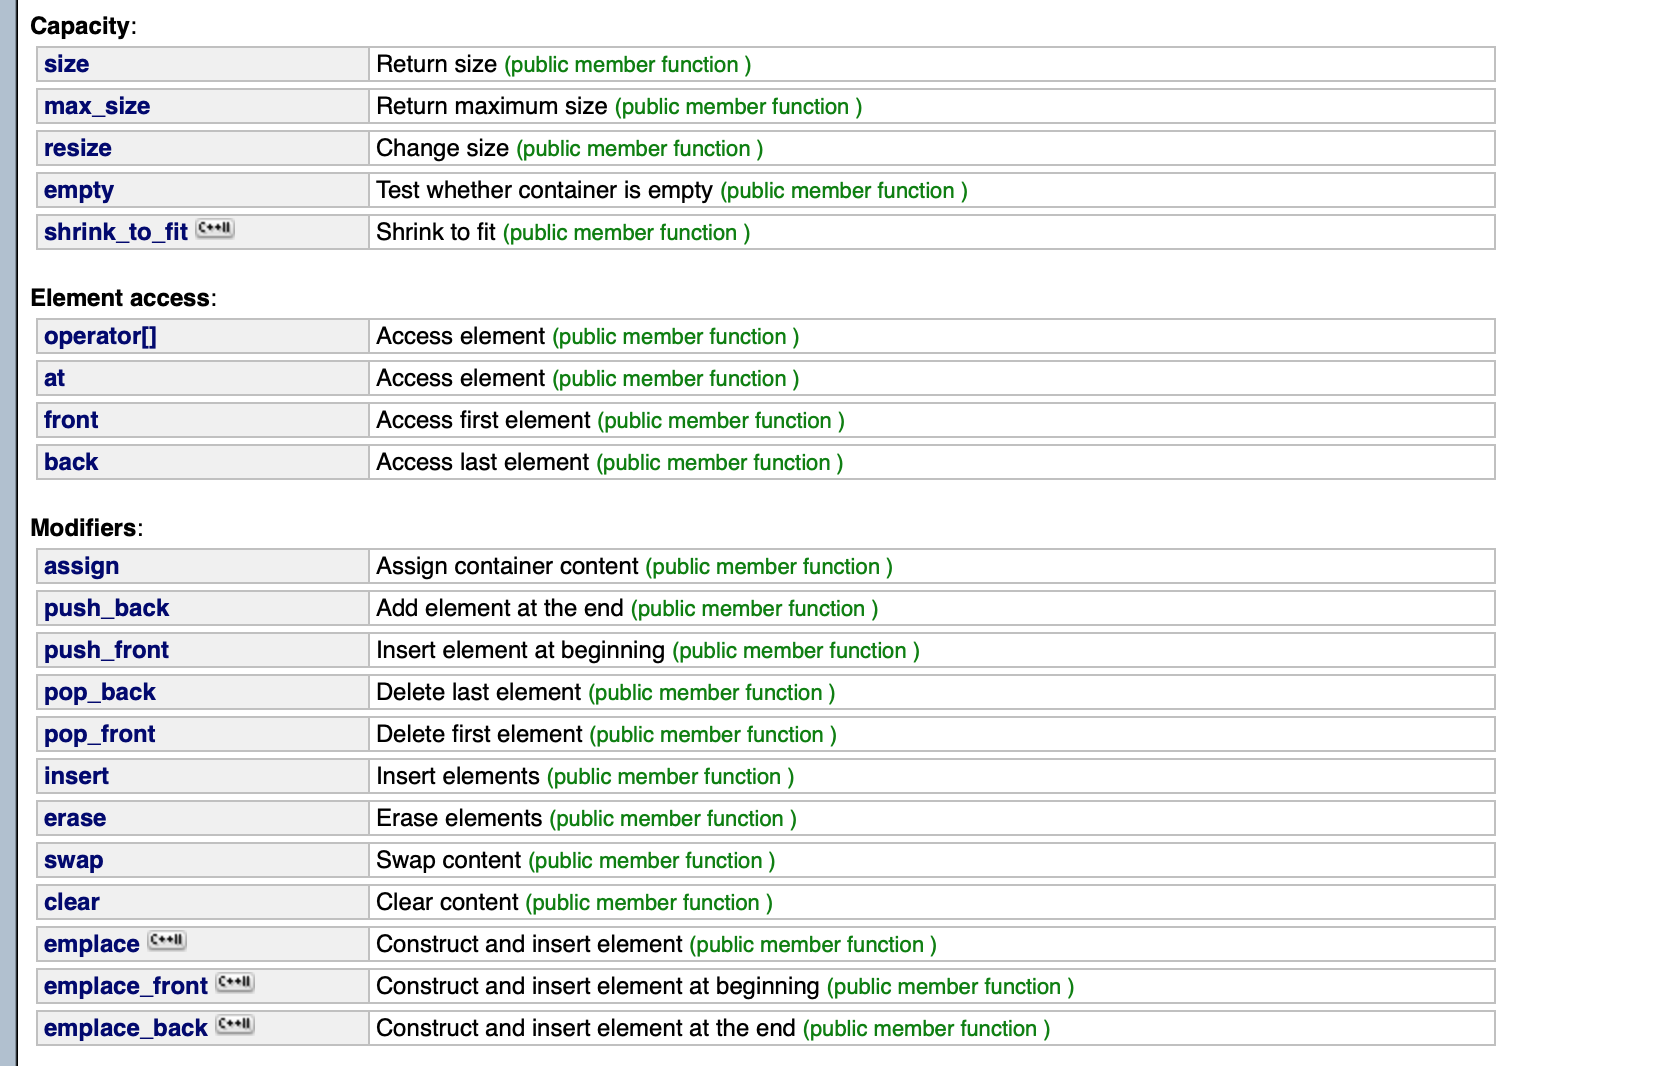 Capacity:
size Return size (public member function )
max_size Return maximum size (public member function )
resize Change size (public member function )
empty Test whether container is empty (public member function )
shrink_to_fit C++11 Shrink to fit (public member function )
Element access:
operator[] Access element (public member function )
at Access element (public member function )
front Access first element (public member function )
back Access last element (public member function )
Modifiers:
assign Assign container content (public member function )
push_back Add element at the end (public member function )
push_front Insert element at beginning (public member function )
pop_back Delete last element (public member function )
pop_front Delete first element (public member function )
insert Insert elements (public member function )
erase Erase elements (public member function )
swap Swap content (public member function )
clear Clear content (public member function )
emplace C++11 Construct and insert element (public member function )
emplace_front C++11 Construct and insert element at beginning (public member function )
emplace_back C++11 Construct and insert element at the end (public member function )